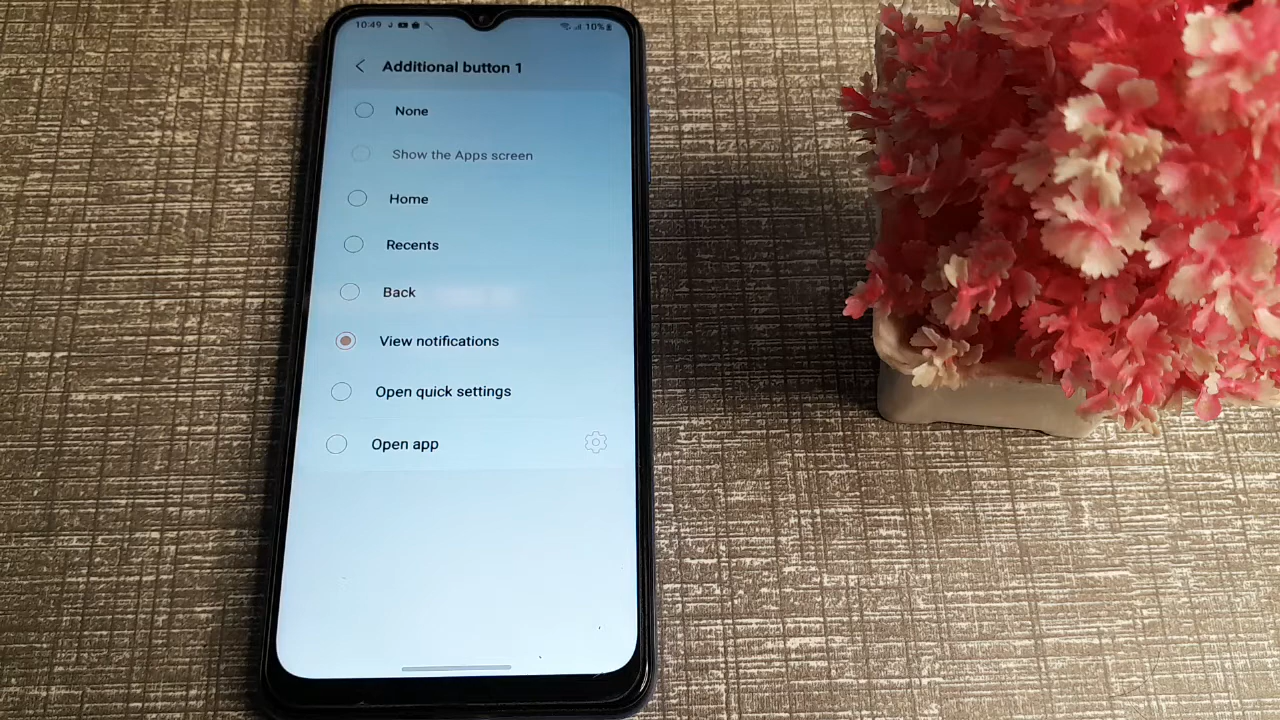 10:49
10%
Additional button 1
None
Show the Apps screen
Home
Recents
Back
View notifications
Open quick settings
Open app